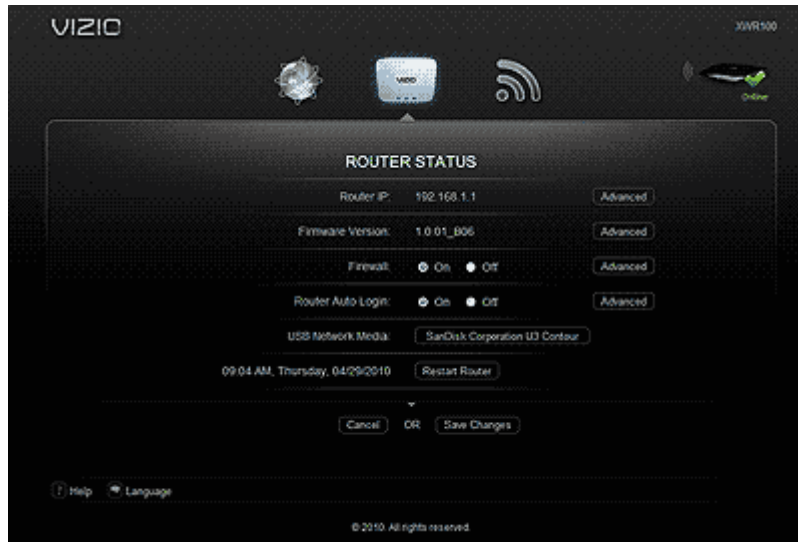 VIZIO
XWR100
VIZIO
Online
ROUTER STATUS
Router IP: 192.168.1.1 Advanced
Firmware Version: 1.0.01_B06 Advanced
Firewall: On Off Advanced
Router Auto Login: On Off Advanced
USB Network Media: SanDisk Corporation U3 Contour
09:04 AM, Thursday, 04/29/2010 Restart Router
Cancel OR Save Changes
? Help Language
© 2010. All rights reserved.